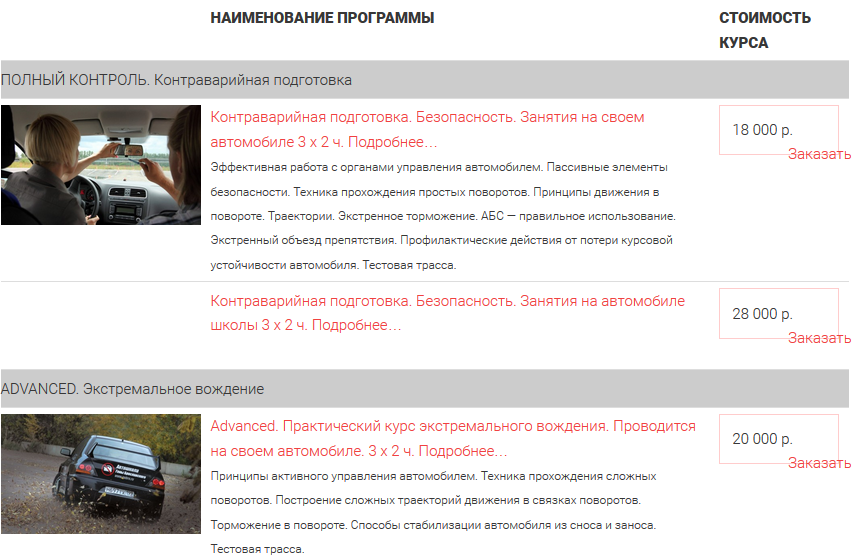 НАИМЕНОВАНИЕ ПРОГРАММЫ
СТОИМОСТЬ
КУРСА
ПОЛНЫЙ КОНТРОЛЬ. Контраварийная подготовка
Контраварийная подготовка. Безопасность. Занятия на своем
автомобиле 3 х 2 ч. Подробнее…
18 000 р.
Заказать
Эффективная работа с органами управления автомобилем. Пассивные элементы
безопасности. Техника прохождения простых поворотов. Принципы движения в
повороте. Траектории. Экстренное торможение. АБС — правильное использование.
Экстренный объезд препятствия. Профилактические действия от потери курсовой
устойчивости автомобиля. Тестовая трасса.
Контраварийная подготовка. Безопасность. Занятия на автомобиле
школы 3 х 2 ч. Подробнее…
28 000 р.
Заказать
ADVANCED. Экстремальное вождение
Advanced. Практический курс экстремального вождения. Проводится
на своем автомобиле. 3 х 2 ч. Подробнее…
20 000 р.
Заказать
Принципы активного управления автомобилем. Техника прохождения сложных
поворотов. Построение сложных траекторий движения в связках поворотов.
Торможение в повороте. Способы стабилизации автомобиля из сноса и заноса.
Тестовая трасса.